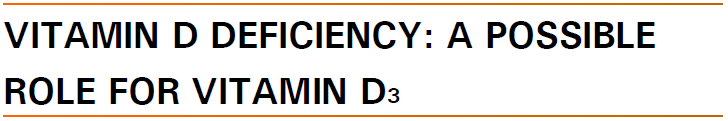 VITAMIN D DEFICIENCY: A POSSIBLE
ROLE FOR VITAMIN D3